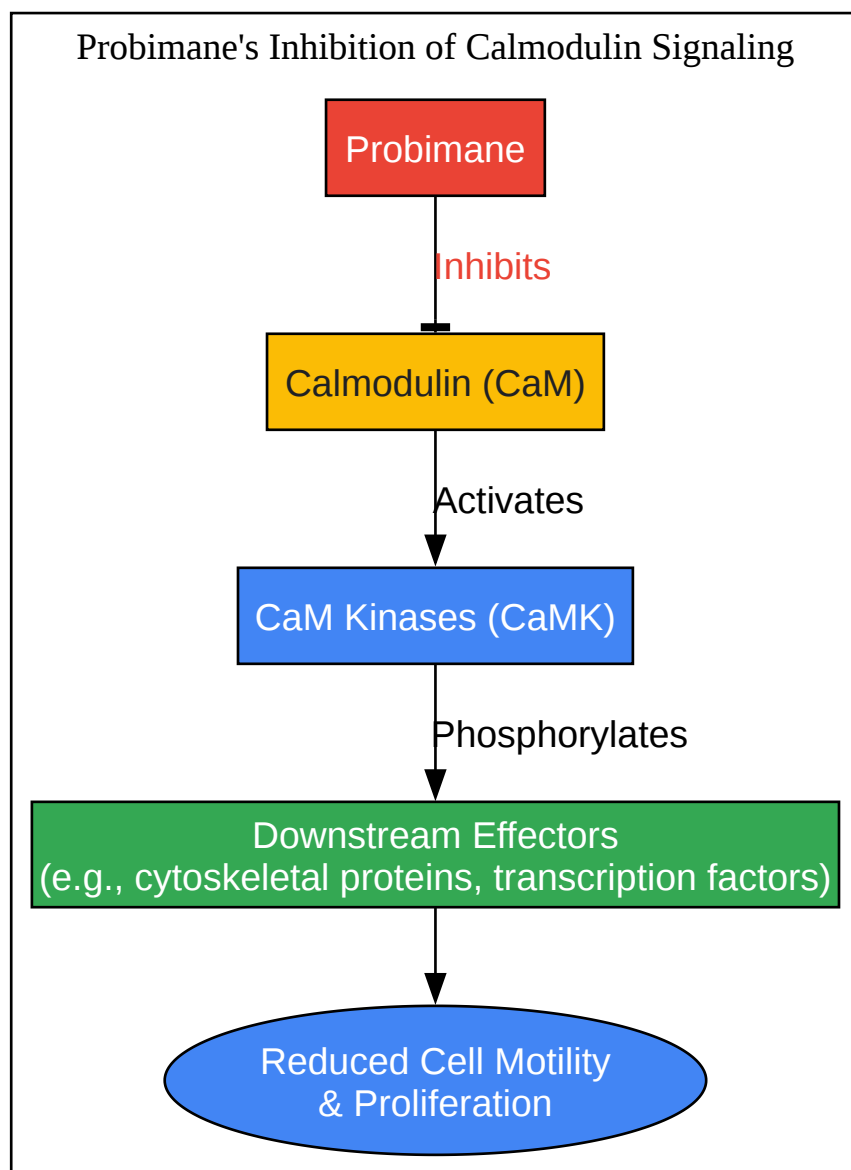 Probimane's Inhibition of Calmodulin Signaling
Probimane
Inhibits
Calmodulin (CaM)
Activates
CaM Kinases (CaMK)
Phosphorylates
Downstream Effectors
(e.g., cytoskeletal proteins, transcription factors)
Reduced Cell Motility
& Proliferation